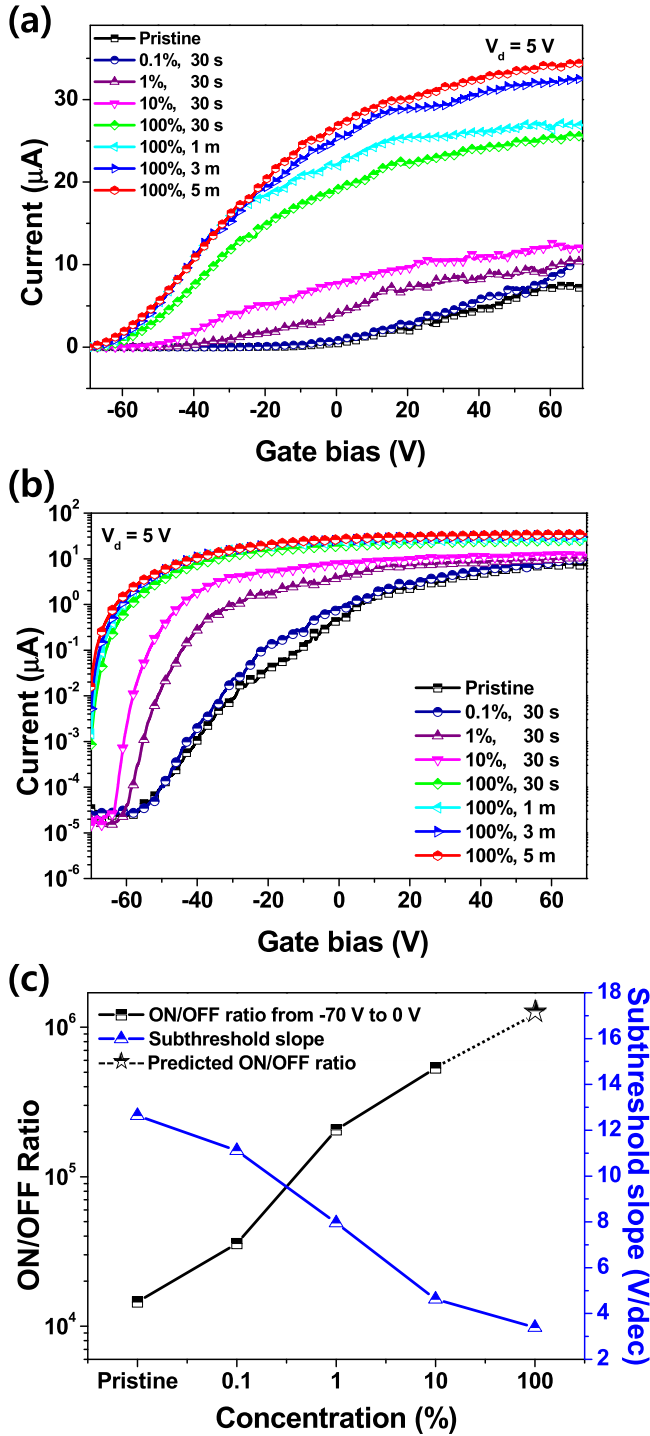 (a)
Pristine
0.1%, 30 s
1%, 30 s
10%, 30 s
100%, 30 s
100%, 1 m
100%, 3 m
100%, 5 m
V_d = 5 V
30
20
10
0
Current (μA)
-60 -40 -20 0 20 40 60
Gate bias (V)
(b)
V_d = 5 V
10^2
10^1
10^0
10^-1
10^-2
10^-3
10^-4
10^-5
10^-6
Current (μA)
Pristine
0.1%, 30 s
1%, 30 s
10%, 30 s
100%, 30 s
100%, 1 m
100%, 3 m
100%, 5 m
-60 -40 -20 0 20 40 60
Gate bias (V)
(c)
ON/OFF ratio from -70 V to 0 V
Subthreshold slope
Predicted ON/OFF ratio
10^6
10^5
10^4
ON/OFF Ratio
18
16
14
12
10
8
6
4
2
Subthreshold slope (V/dec)
Pristine 0.1 1 10 100
Concentration (%)